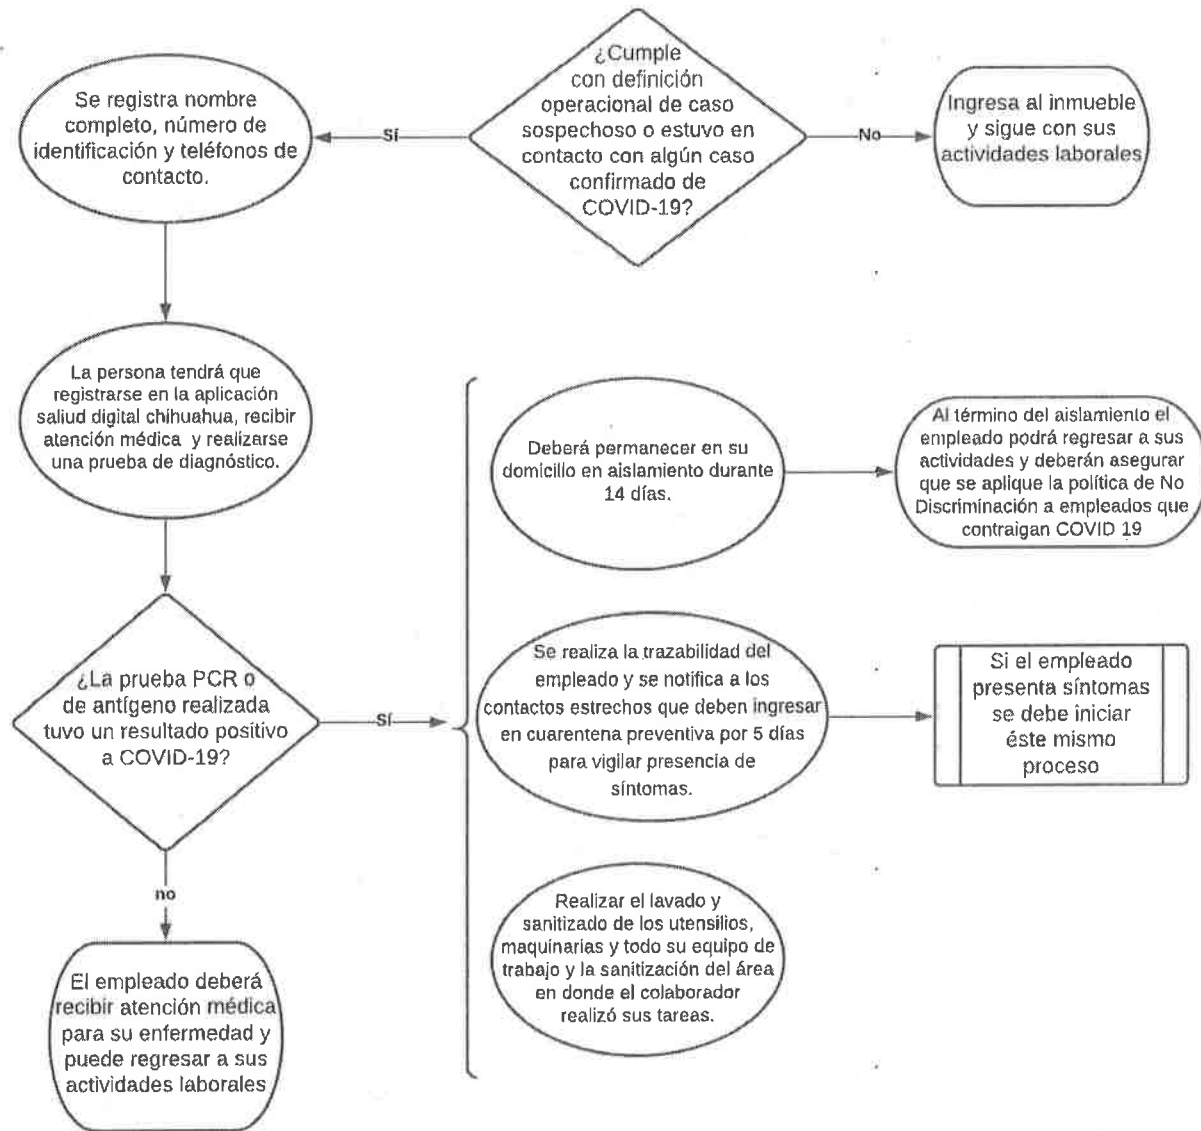 ¿Cumple
con definición
operacional de caso
sospechoso o estuvo en
contacto con algún caso
confirmado de
COVID-19?
Sí
No
Se registra nombre
completo, número de
identificación y teléfonos de
contacto.
Ingresa al inmueble
y sigue con sus
actividades laborales
La persona tendrá que
registrarse en la aplicación
saliud digital chihuahua, recibir
atención médica y realizarse
una prueba de diagnóstico.
¿La prueba PCR o
de antígeno realizada
tuvo un resultado positivo
a COVID-19?
Sí
no
El empleado deberá
recibir atención médica
para su enfermedad y
puede regresar a sus
actividades laborales
Deberá permanecer en su
domicilio en aislamiento durante
14 días.
Al término del aislamiento el
empleado podrá regresar a sus
actividades y deberán asegurar
que se aplique la política de No
Discriminación a empleados que
contraigan COVID 19
Se realiza la trazabilidad del
empleado y se notifica a los
contactos estrechos que deben ingresar
en cuarentena preventiva por 5 días
para vigilar presencia de
síntomas.
Si el empleado
presenta síntomas
se debe iniciar
éste mismo
proceso
Realizar el lavado y
sanitizado de los utensilios,
maquinarias y todo su equipo de
trabajo y la sanitización del área
en donde el colaborador
realizó sus tareas.